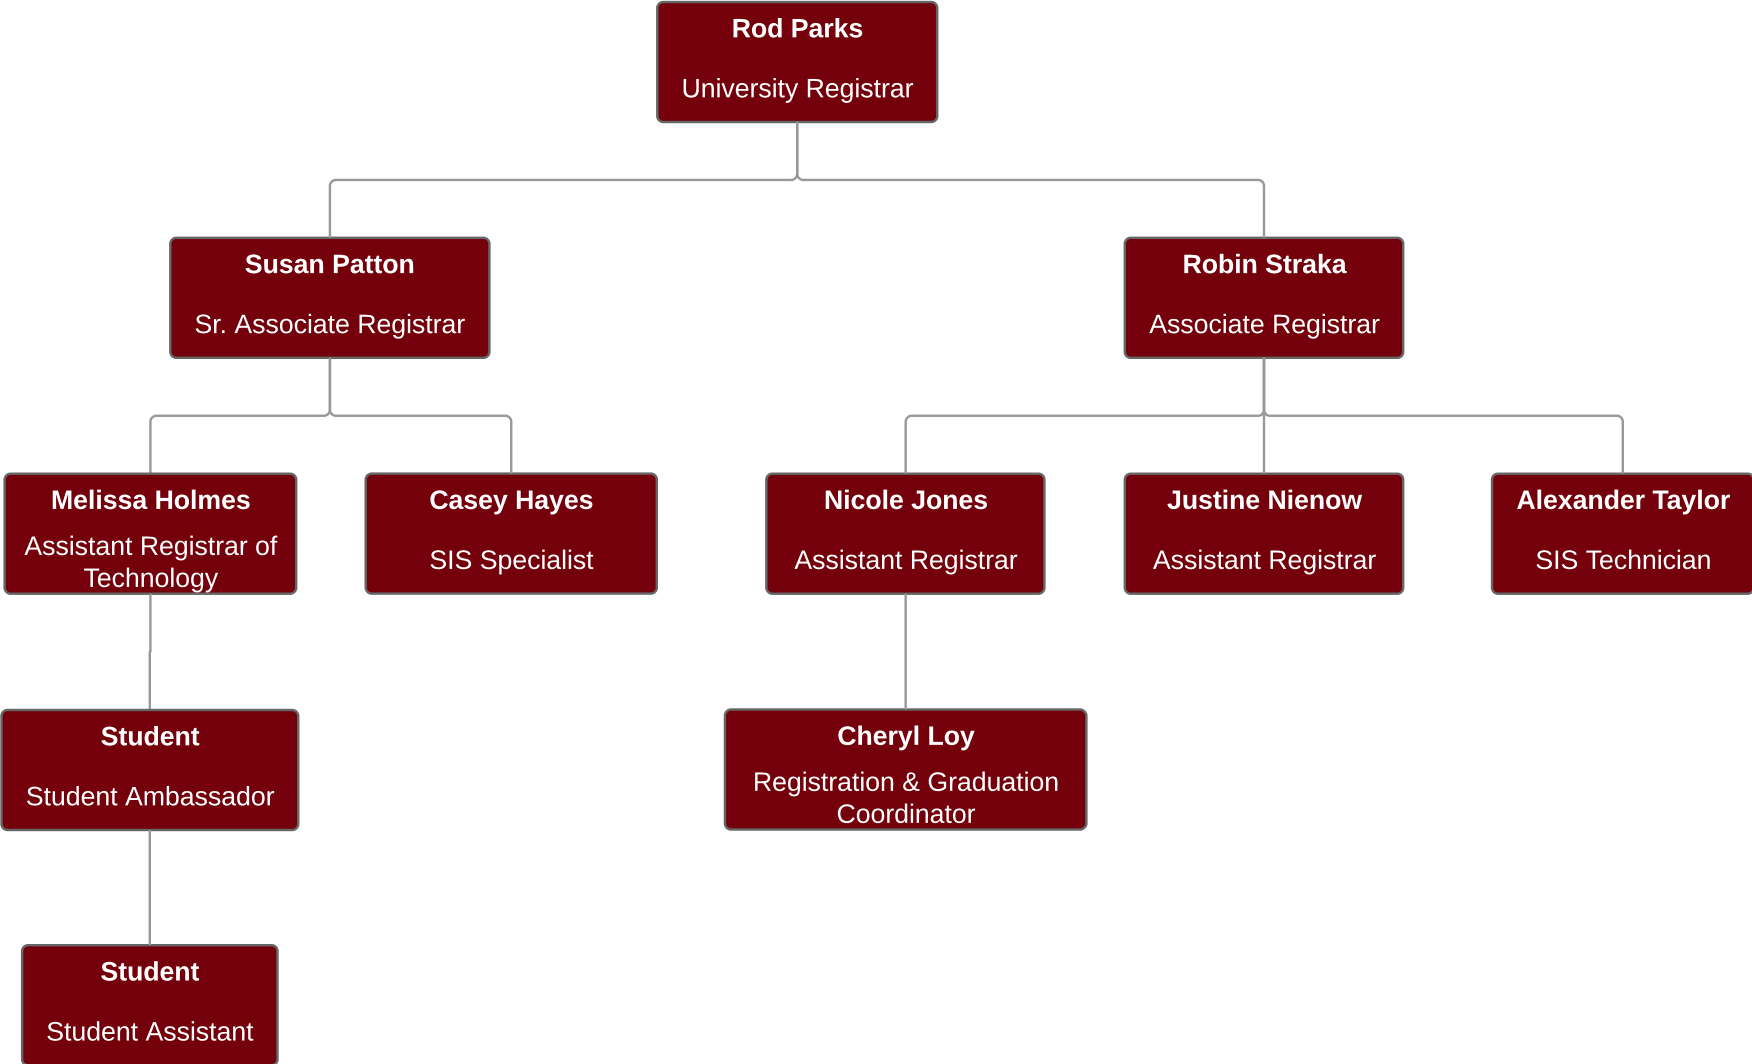 Rod Parks
University Registrar
Susan Patton
Sr. Associate Registrar
Robin Straka
Associate Registrar
Melissa Holmes
Assistant Registrar of
Technology
Casey Hayes
SIS Specialist
Nicole Jones
Assistant Registrar
Justine Nienow
Assistant Registrar
Alexander Taylor
SIS Technician
Student
Student Ambassador
Cheryl Loy
Registration & Graduation
Coordinator
Student
Student Assistant